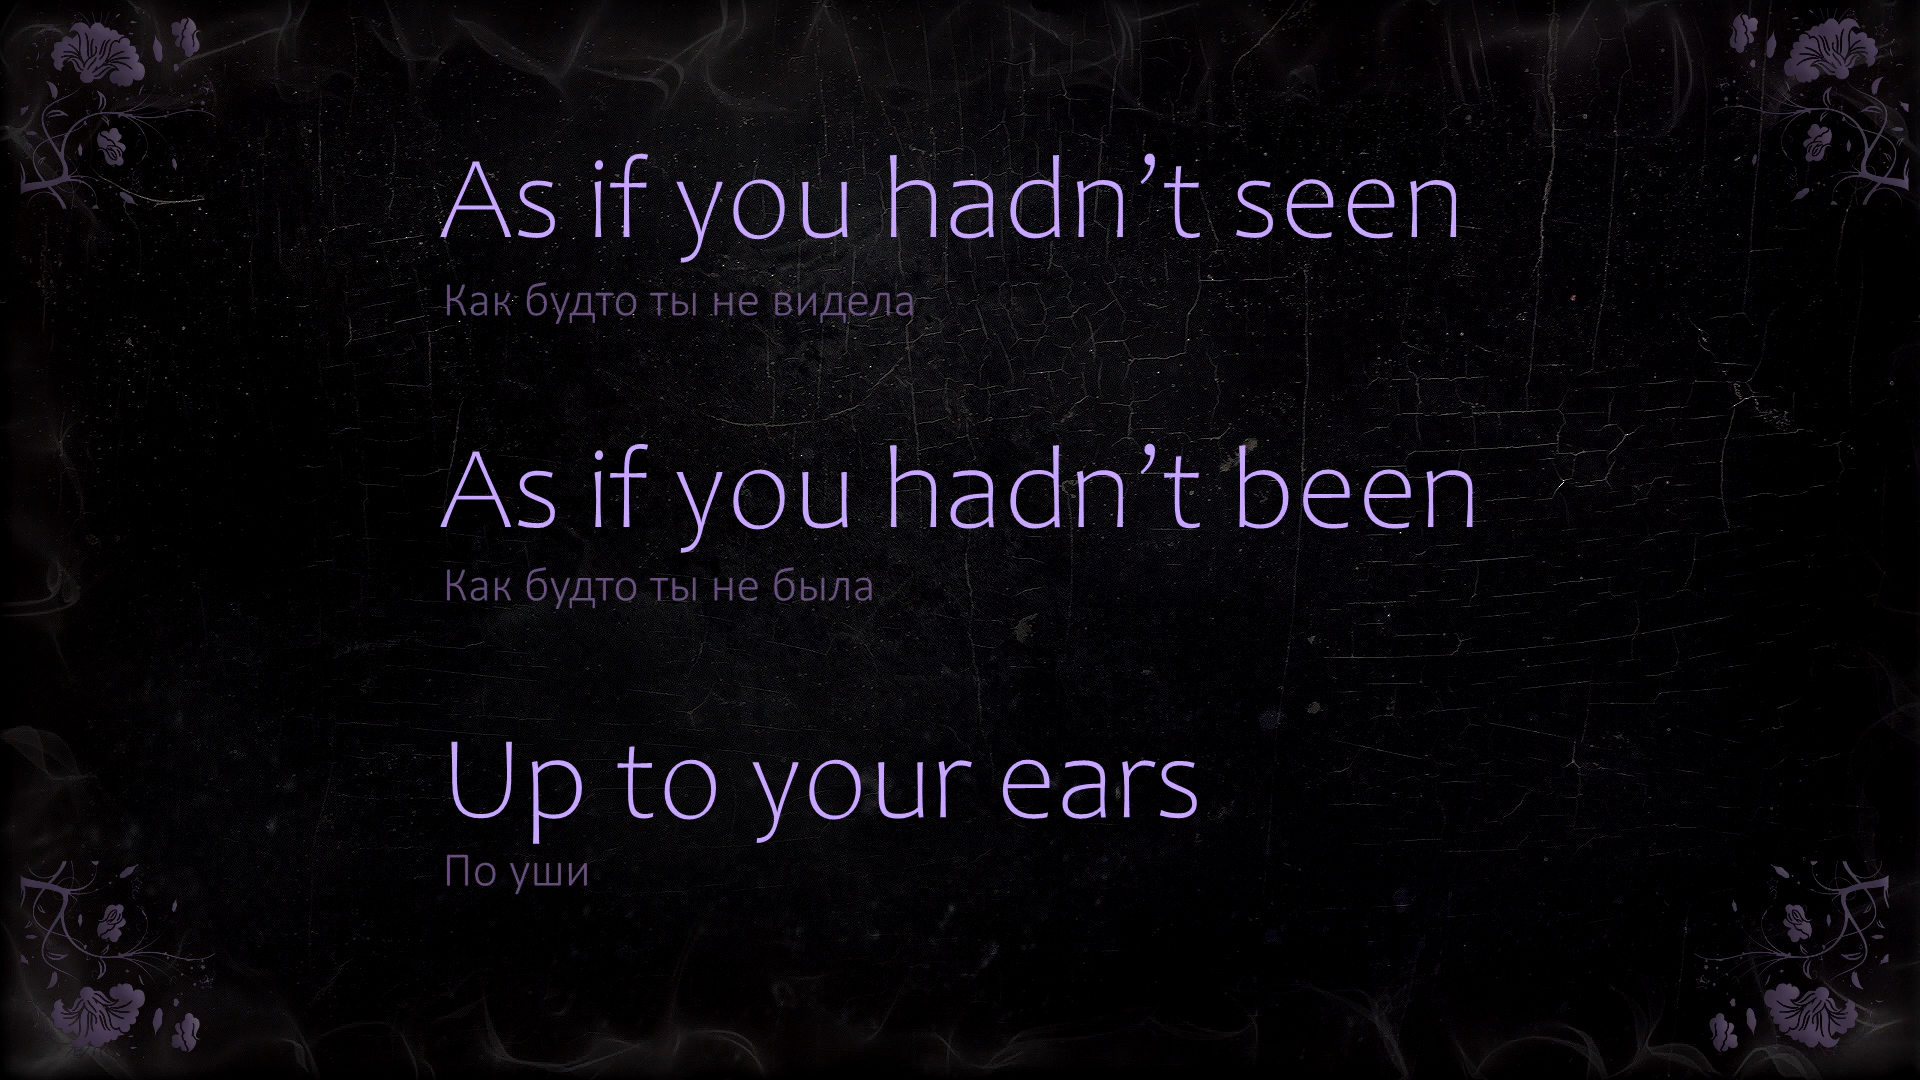 As if you hadn’t seen
Как будто ты не видела
As if you hadn’t been
Как будто ты не была
Up to your ears
По уши